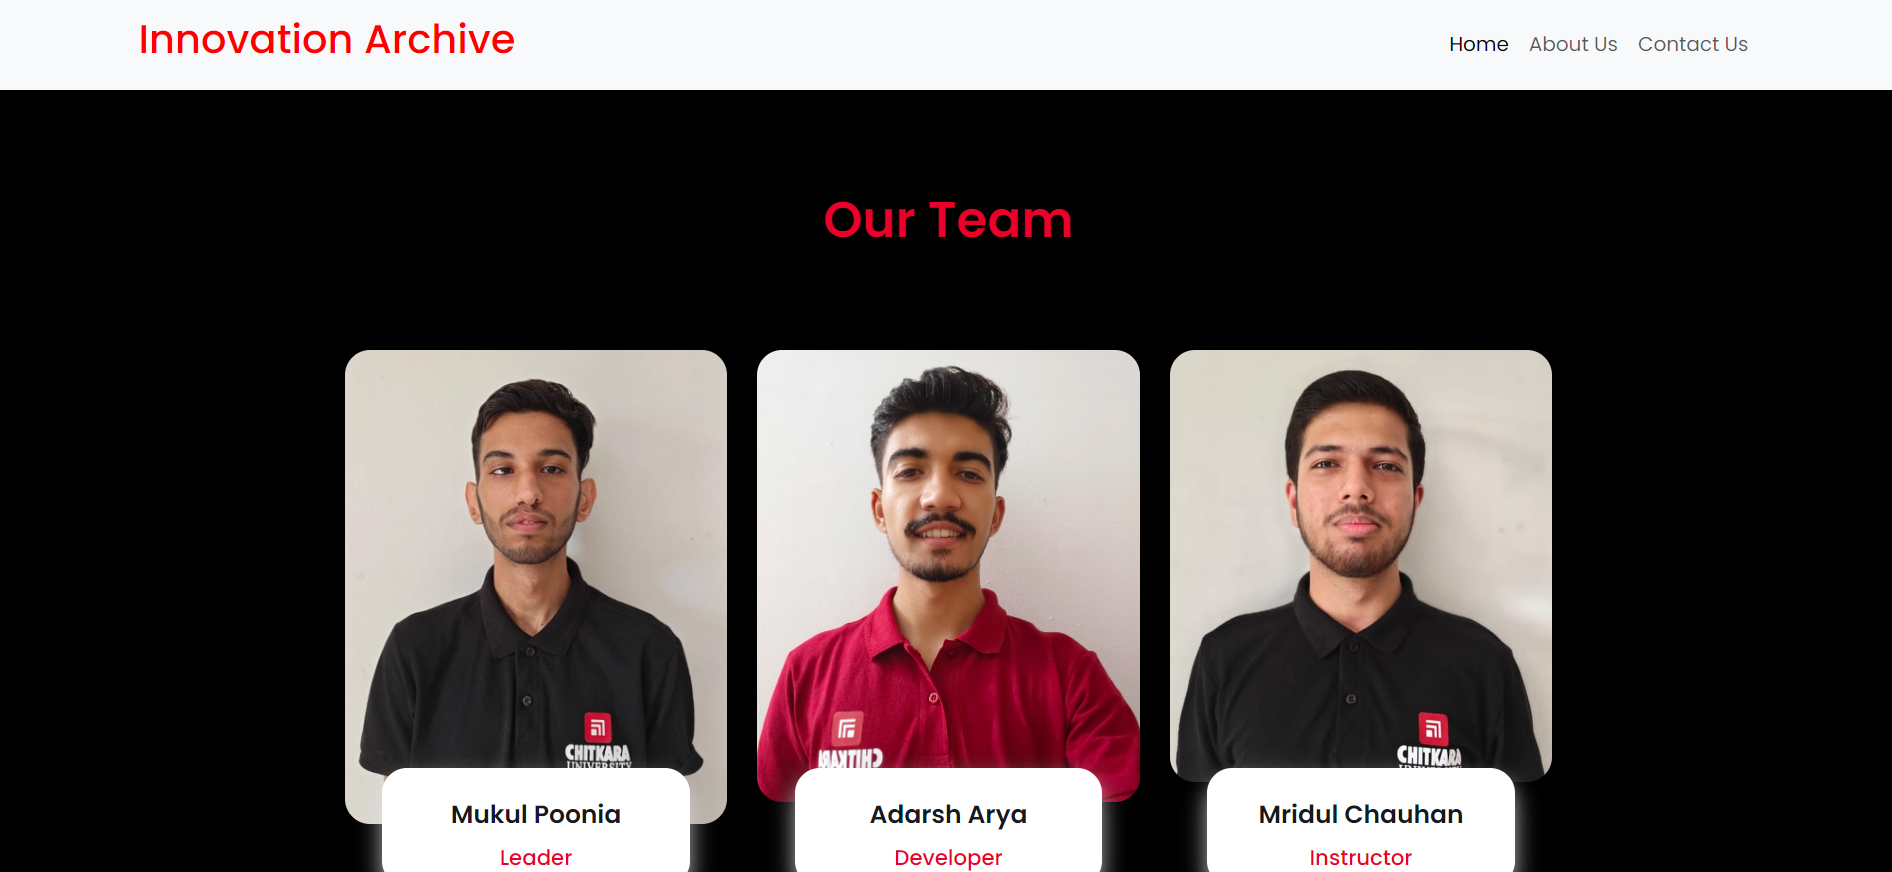 Innovation Archive
Home About Us Contact Us
Our Team
CHITKARA
UNIVERSITY
CHITKARA
CHITKARA
Mukul Poonia
Leader
Adarsh Arya
Developer
Mridul Chauhan
Instructor